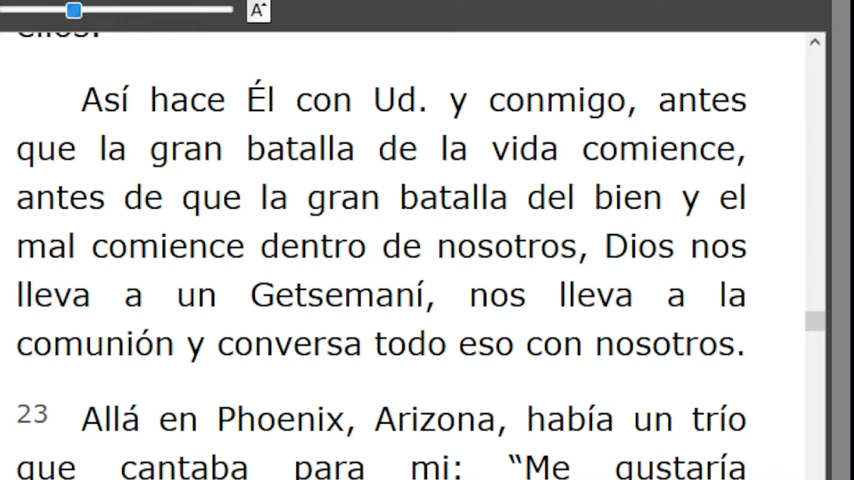 A
ellos.
Así hace Él con Ud. y conmigo, antes
que la gran batalla de la vida comience,
antes de que la gran batalla del bien y el
mal comience dentro de nosotros, Dios nos
lleva a un Getsemaní, nos lleva a la
comunión y conversa todo eso con nosotros.
23 Allá en Phoenix, Arizona, había un trío
que cantaba para mi: “Me gustaría